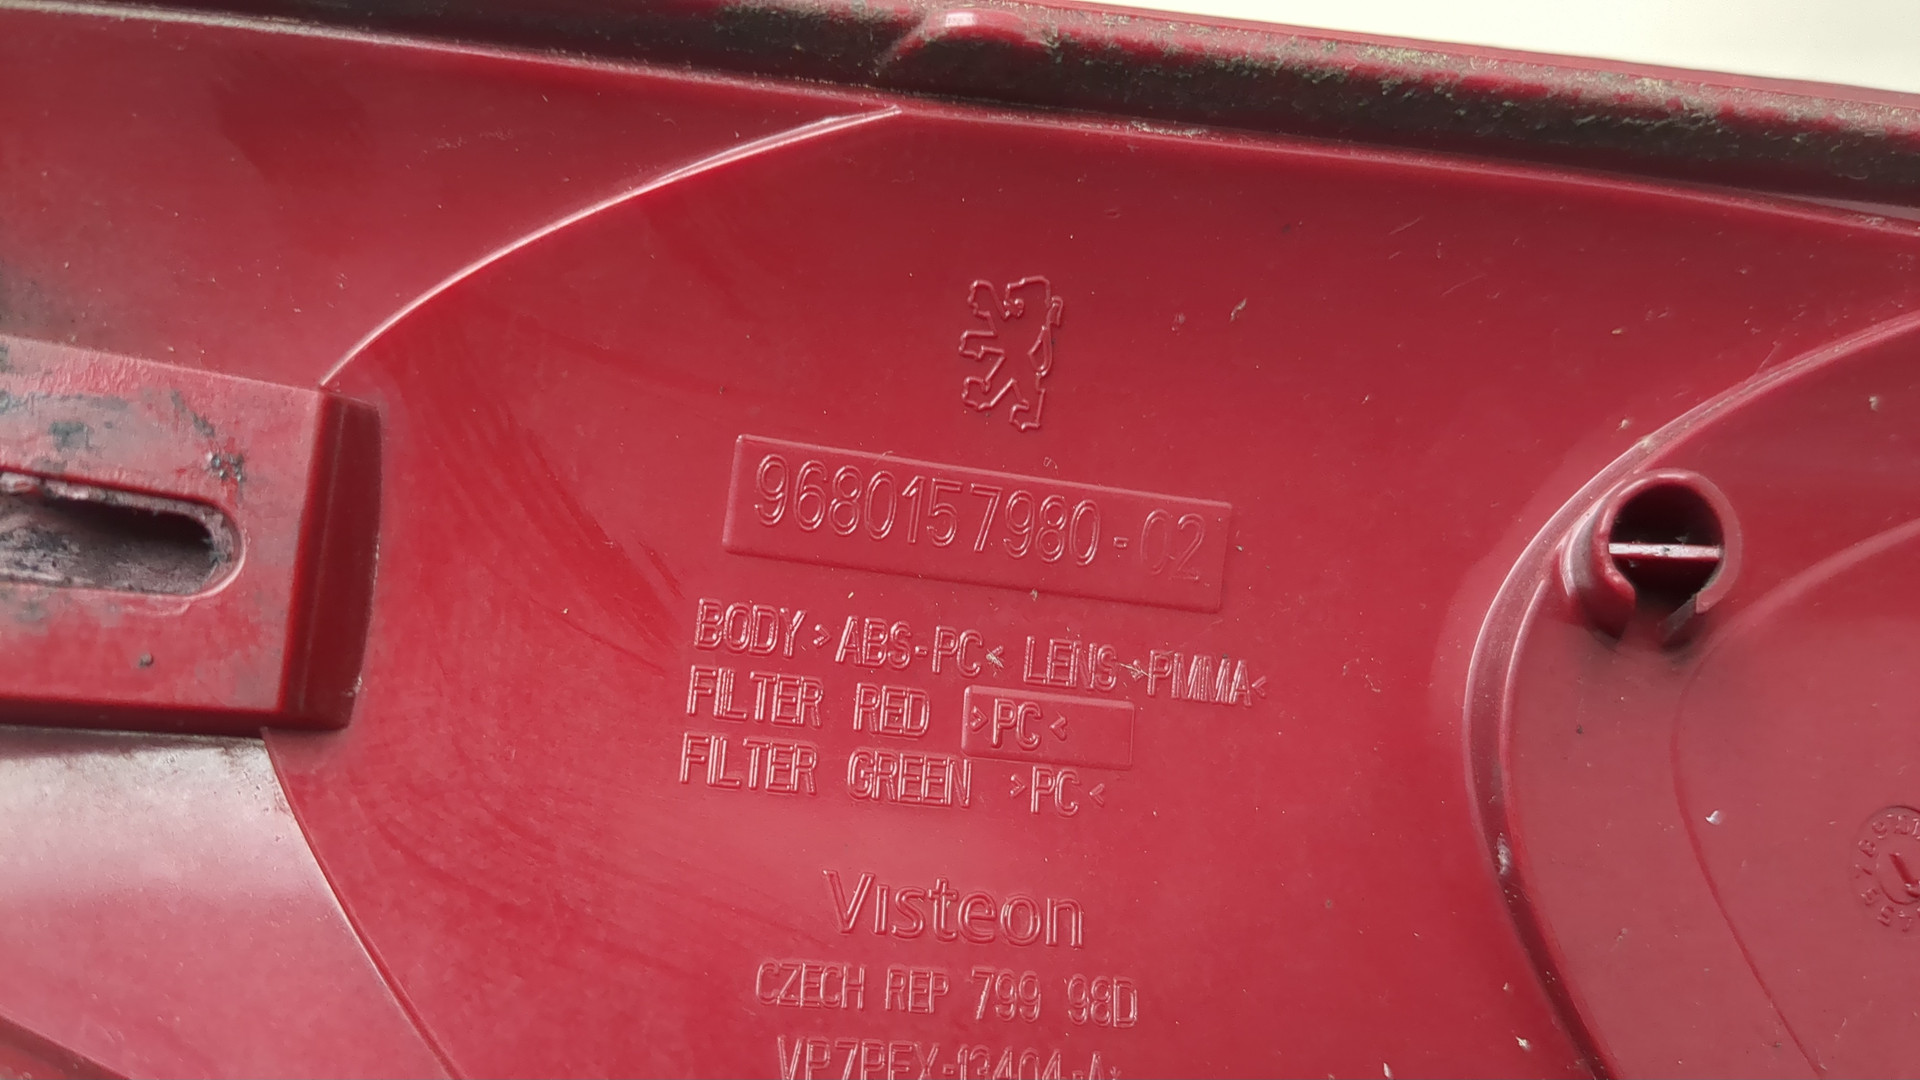 9680157980-02
BODY >ABS-PC< LENS >PMMA<
FILTER RED >PC<
FILTER GREEN >PC<
Visteon
CZECH REP 799 98D